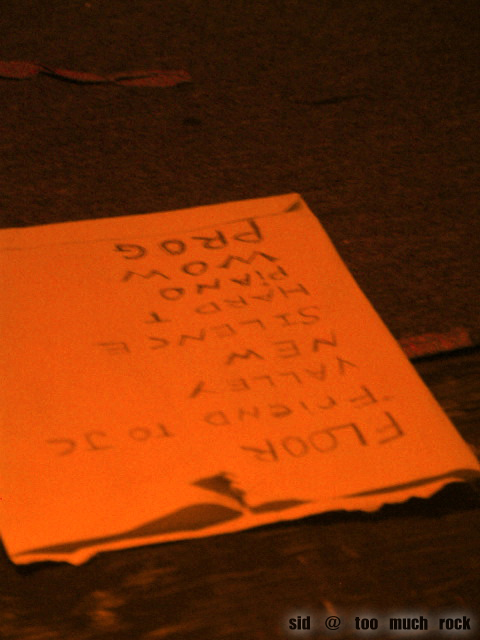 FLOOR
FRIEND TO JC
VALLEY
NEW
SILENCE
HARD T
PIANO
WOW
PROG
sid @ too much rock